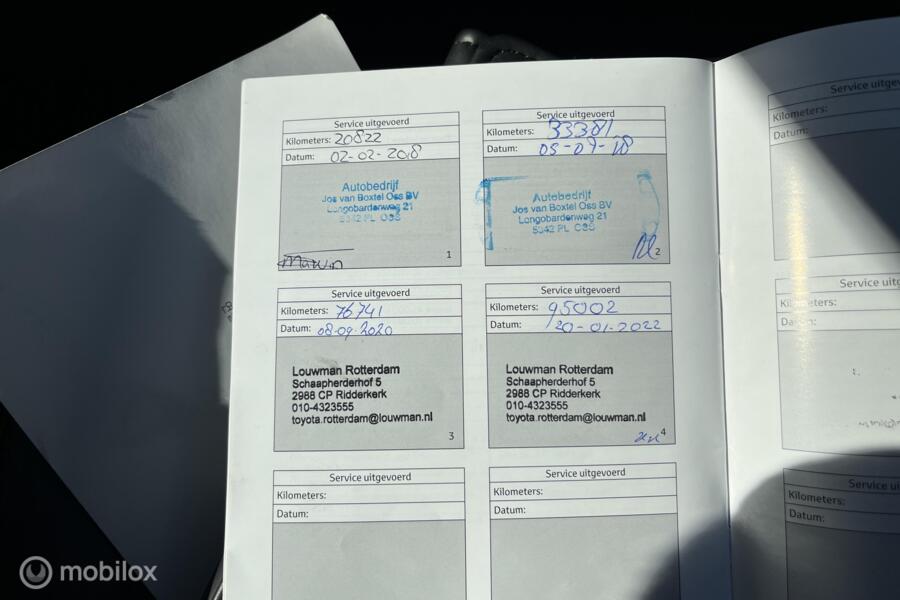 Service uitgevoerd
Kilometers: 20822
Datum: 02-02-2018
Autobedrijf
Jos van Boxtel Oss BV
Longobardenweg 21
5342 PL OSS
Marvin
1
Service uitgevoerd
Kilometers: 33381
Datum: 05-07-18
Autobedrijf
Jos van Boxtel Oss BV
Longobardenweg 21
5342 PL OSS
2
Service uitgevoerd
Kilometers: 76741
Datum: 08-09-2020
Louwman Rotterdam
Schaapherderhof 5
2988 CP Ridderkerk
010-4323555
toyota.rotterdam@louwman.nl
3
Service uitgevoerd
Kilometers: 95002
Datum: 20-01-2022
Louwman Rotterdam
Schaapherderhof 5
2988 CP Ridderkerk
010-4323555
toyota.rotterdam@louwman.nl
4
Service uitgevoerd
Kilometers:
Datum:
Service uitgevoerd
Kilometers:
Datum:
Service
Kilometers:
Datum:
Service
Kilometers:
Datum:
Service
Kilometers:
Datum:
mobilox